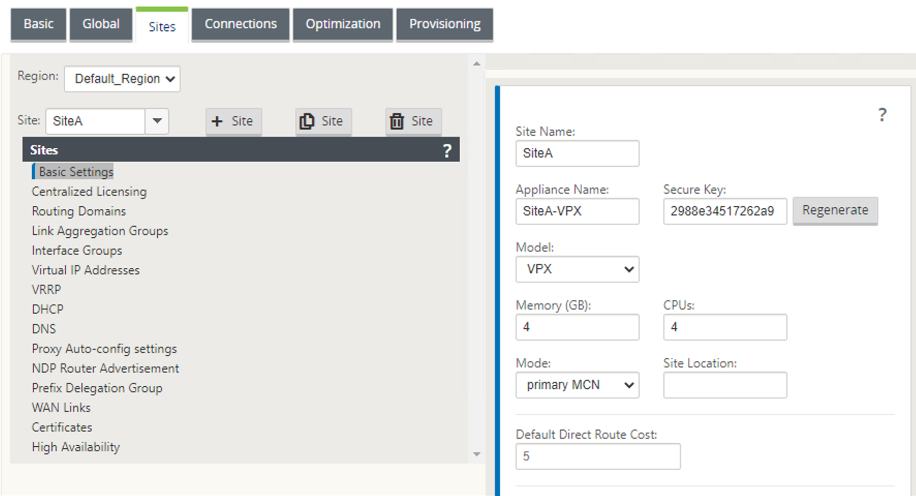 Basic Global Sites Connections Optimization Provisioning
Region: Default_Region
Site: SiteA + Site Site Site
Sites ?
Basic Settings
Centralized Licensing
Routing Domains
Link Aggregation Groups
Interface Groups
Virtual IP Addresses
VRRP
DHCP
DNS
Proxy Auto-config settings
NDP Router Advertisement
Prefix Delegation Group
WAN Links
Certificates
High Availability
?
Site Name:
SiteA
Appliance Name: Secure Key:
SiteA-VPX 2988e34517262a9 Regenerate
Model:
VPX
Memory (GB): CPUs:
4 4
Mode: Site Location:
primary MCN
Default Direct Route Cost:
5